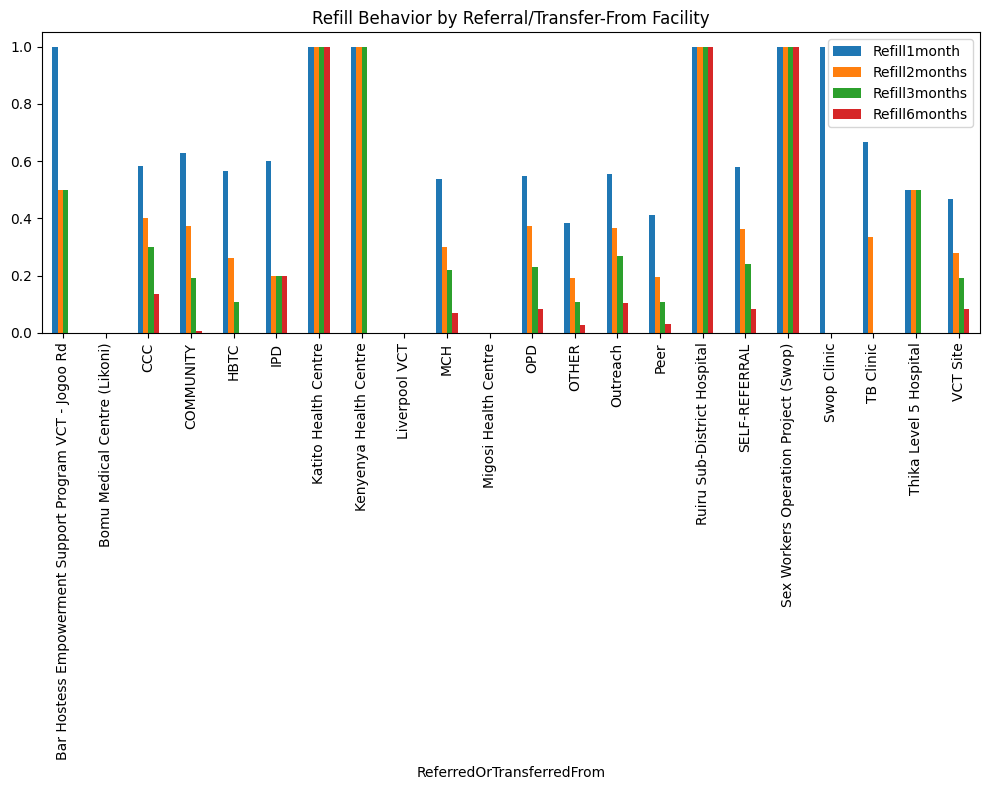 Refill Behavior by Referral/Transfer-From Facility
1.0
0.8
0.6
0.4
0.2
0.0
Refill1month
Refill2months
Refill3months
Refill6months
Bar Hostess Empowerment Support Program VCT - Jogoo Rd
Bomu Medical Centre (Likoni)
CCC
COMMUNITY
HBTC
IPD
Katito Health Centre
Kenyenya Health Centre
Liverpool VCT
MCH
Migosi Health Centre
OPD
OTHER
Outreach
Peer
Ruiru Sub-District Hospital
SELF-REFERRAL
Sex Workers Operation Project (Swop)
Swop Clinic
TB Clinic
Thika Level 5 Hospital
VCT Site
ReferredOrTransferredFrom